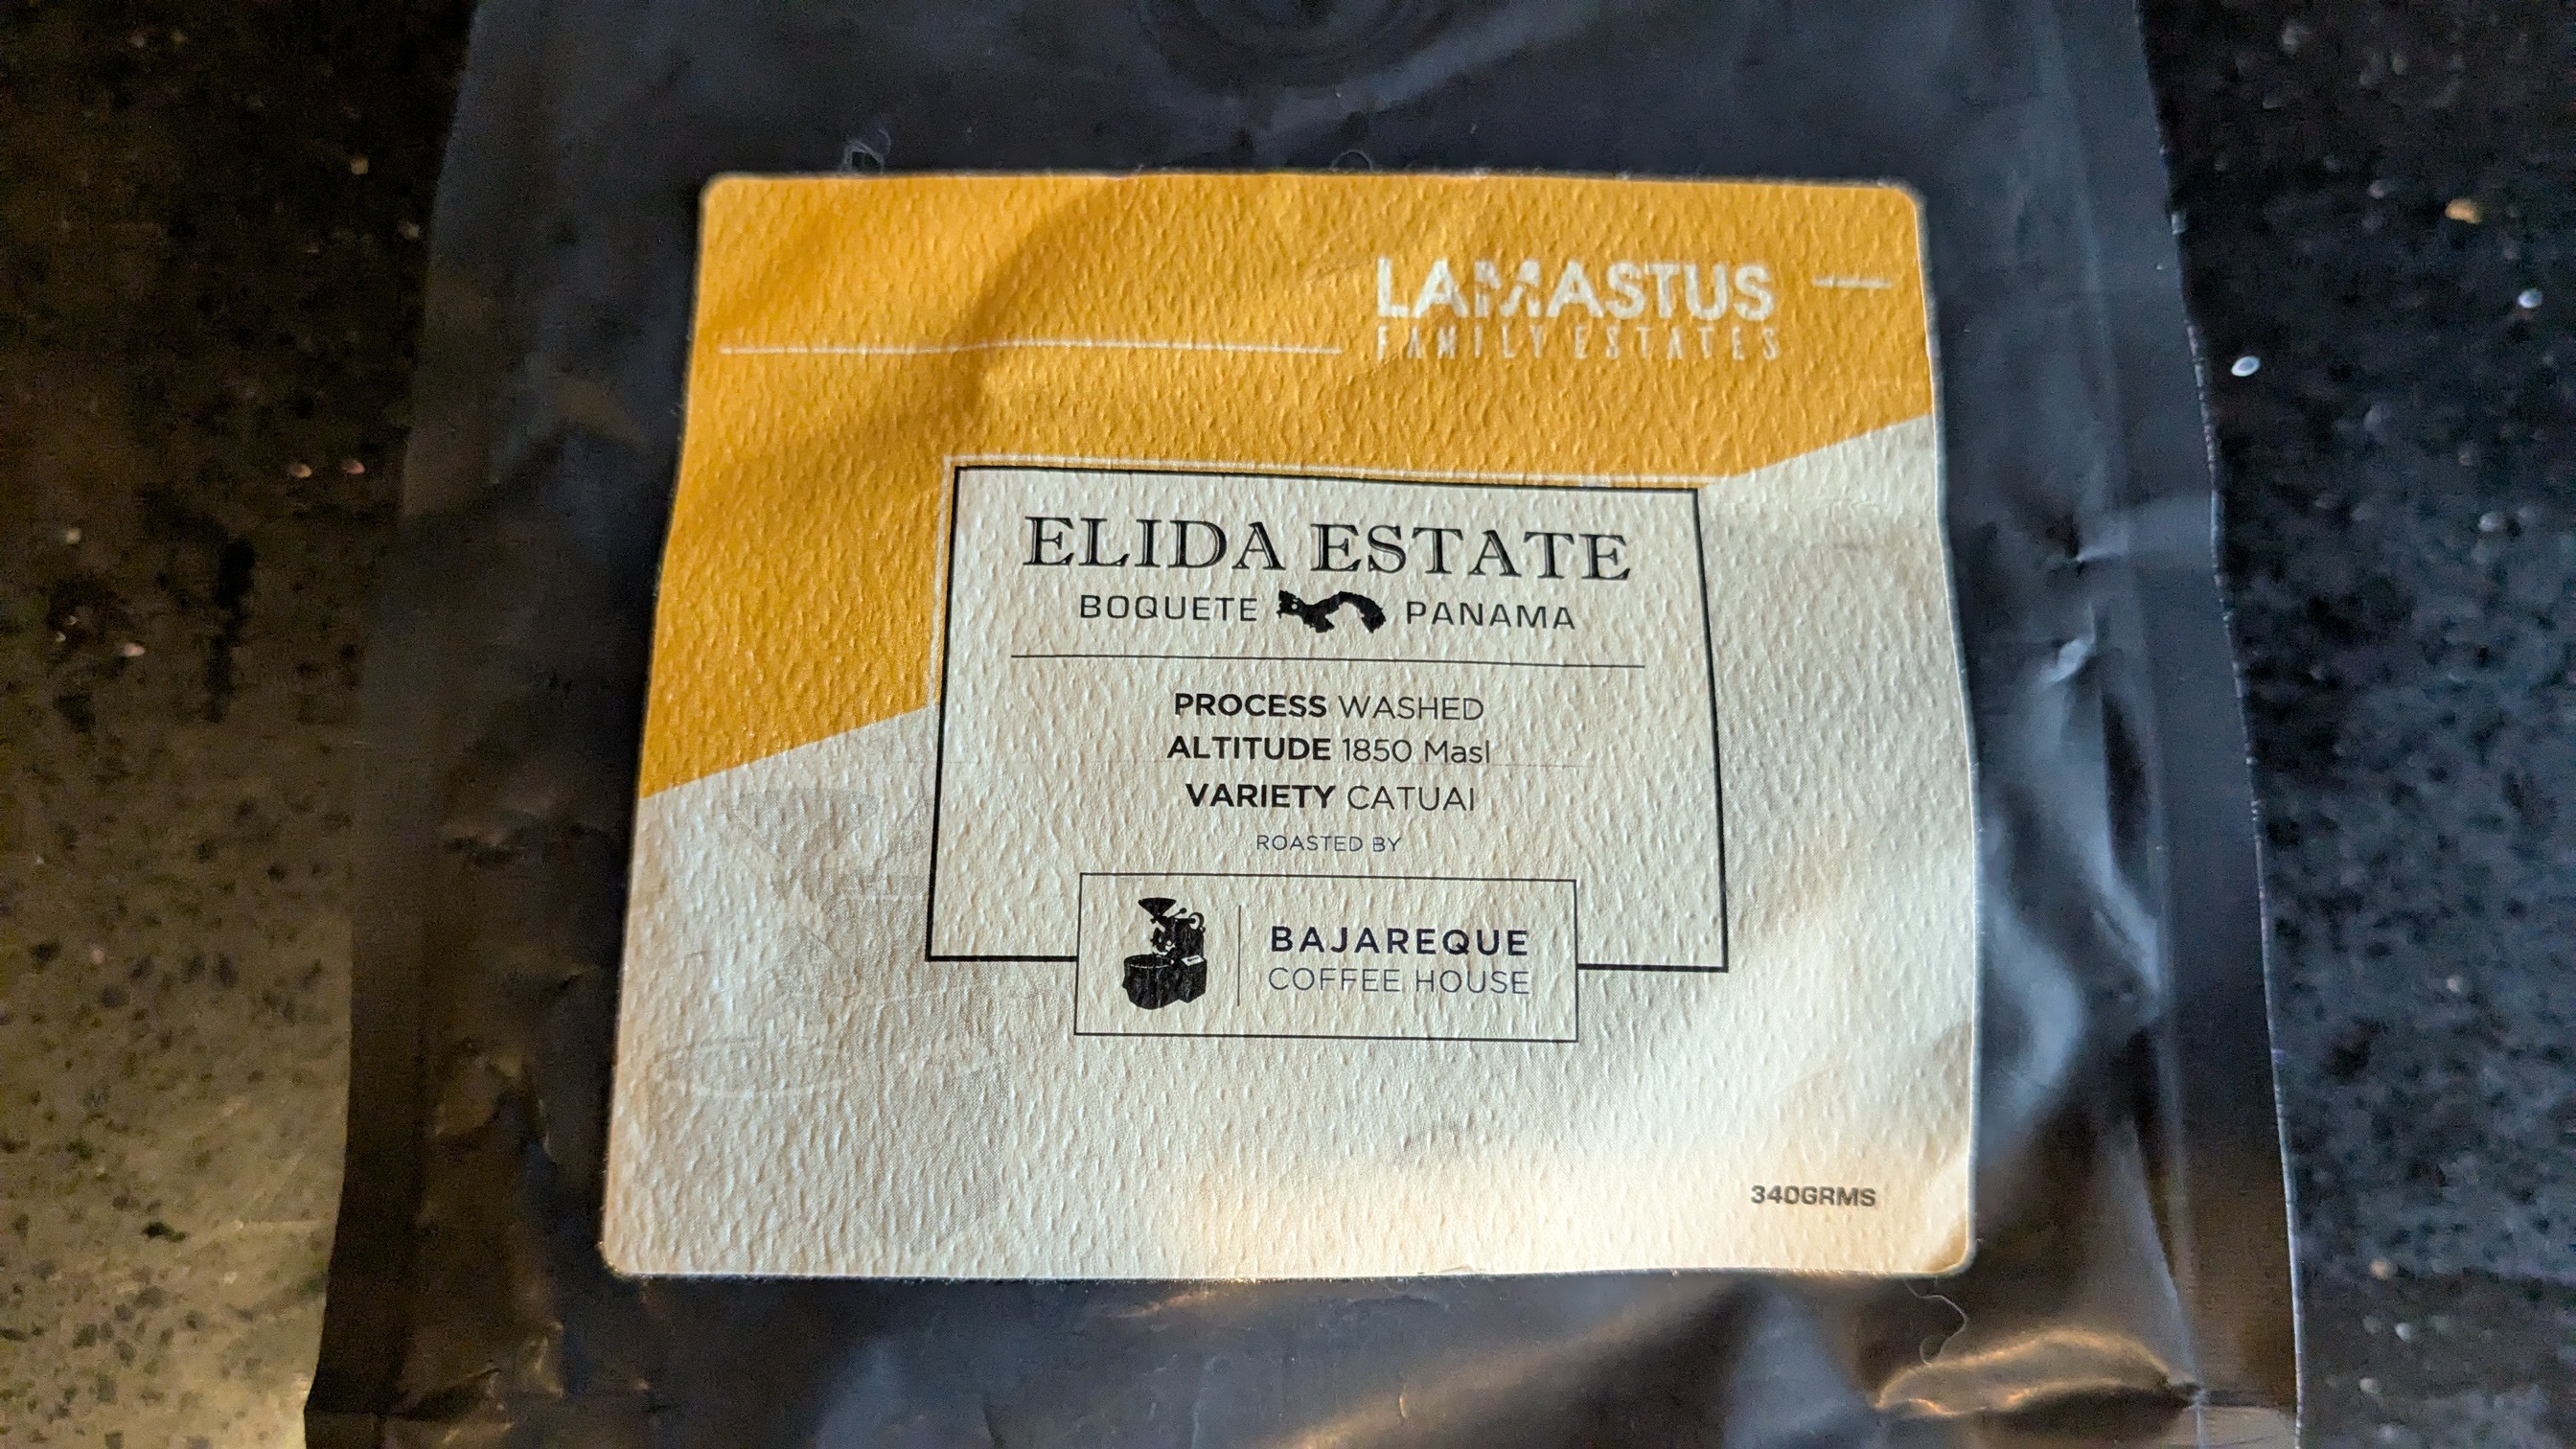 LAMASTUS
FAMILY ESTATES
ELIDA ESTATE
BOQUETE PANAMA
PROCESS WASHED
ALTITUDE 1850 Masl
VARIETY CATUAI
ROASTED BY
BAJAREQUE
COFFEE HOUSE
340GRMS